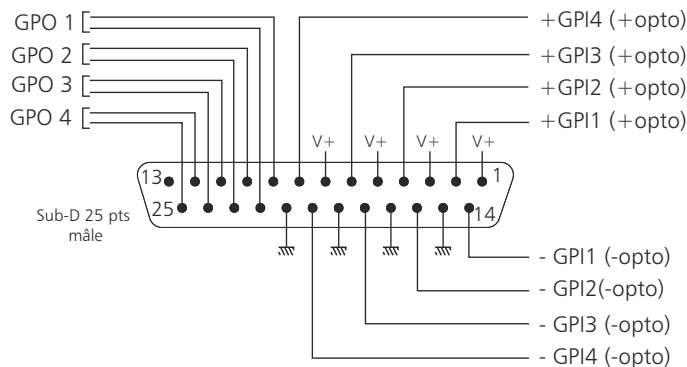 GPO 1
GPO 2
GPO 3
GPO 4
+GPI4 (+opto)
+GPI3 (+opto)
+GPI2 (+opto)
+GPI1 (+opto)
V+ V+ V+ V+
13 1
25 14
Sub-D 25 pts
mâle
- GPI1 (-opto)
- GPI2(-opto)
- GPI3 (-opto)
- GPI4 (-opto)